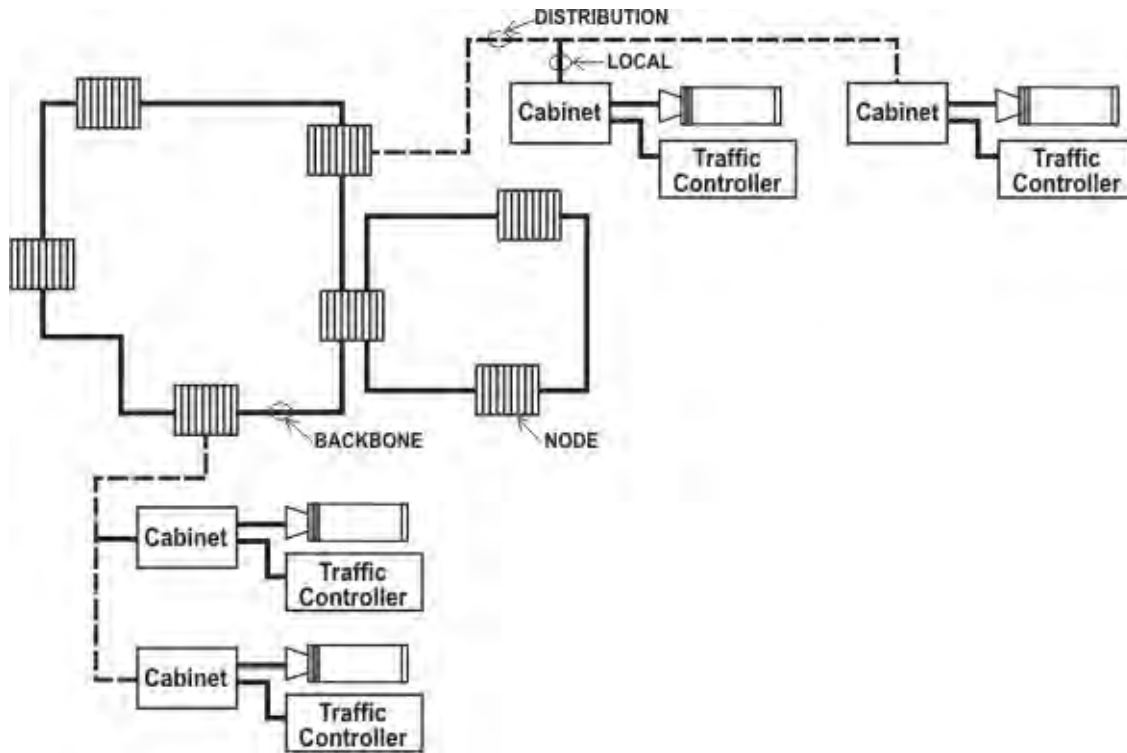 DISTRIBUTION
LOCAL
Cabinet
Traffic
Controller
Cabinet
Traffic
Controller
BACKBONE
NODE
Cabinet
Traffic
Controller
Cabinet
Traffic
Controller